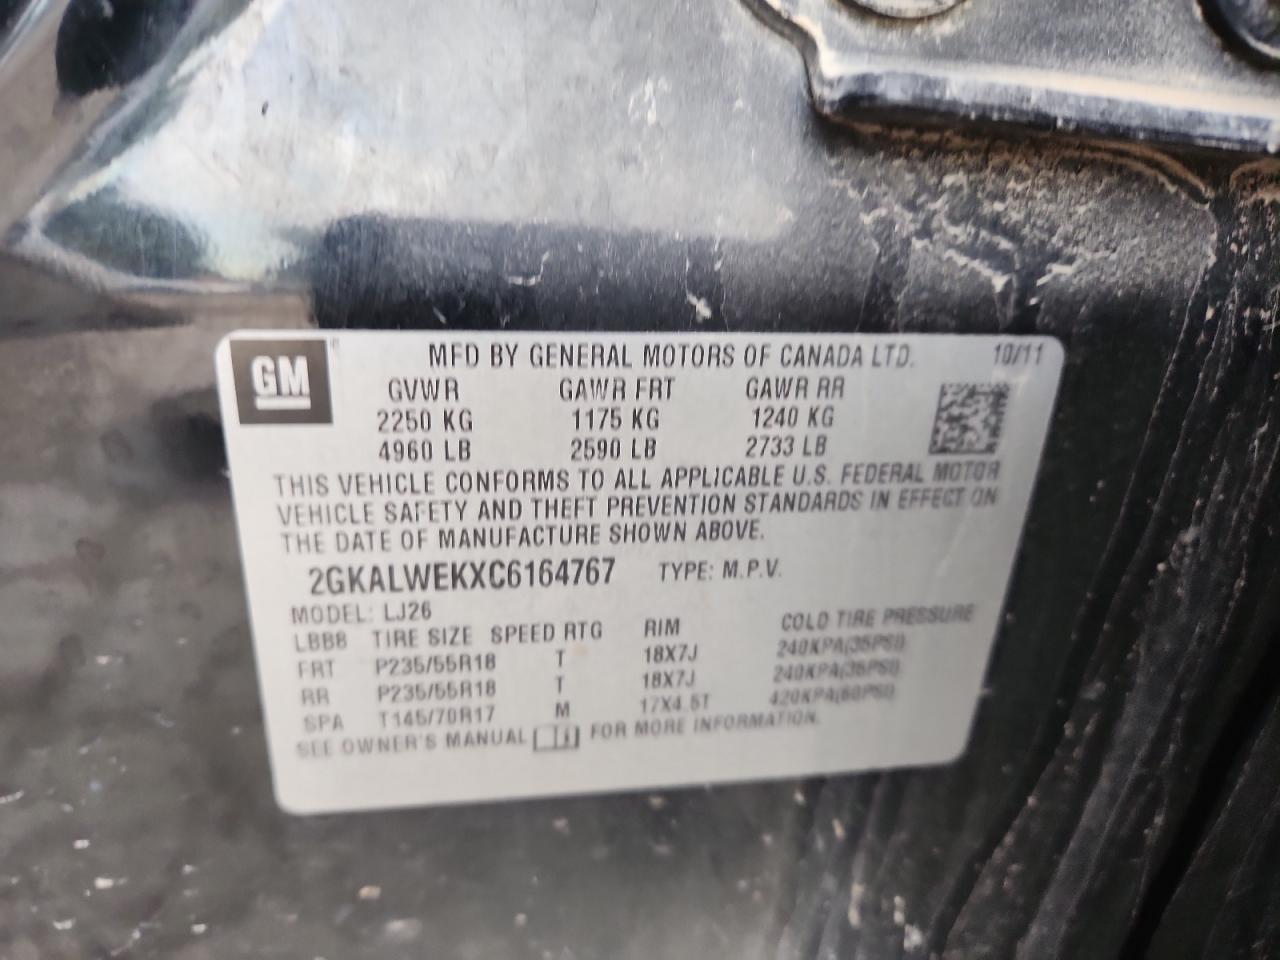 GM MFD BY GENERAL MOTORS OF CANADA LTD. 10/11
GVWR GAWR FRT GAWR RR
2250 KG 1175 KG 1240 KG
4960 LB 2590 LB 2733 LB
THIS VEHICLE CONFORMS TO ALL APPLICABLE U.S. FEDERAL MOTOR
VEHICLE SAFETY AND THEFT PREVENTION STANDARDS IN EFFECT ON
THE DATE OF MANUFACTURE SHOWN ABOVE.
2GKALWEKXC6164767 TYPE: M.P.V.
MODEL: LJ26
LBB8 TIRE SIZE SPEED RTG RIM COLD TIRE PRESSURE
FRT P235/55R18 T 18X7J 240KPA(35PSI)
RR P235/55R18 T 18X7J 240KPA(35PSI)
SPA T145/70R17 M 17X4.5T 420KPA(60PSI)
SEE OWNER'S MANUAL FOR MORE INFORMATION.